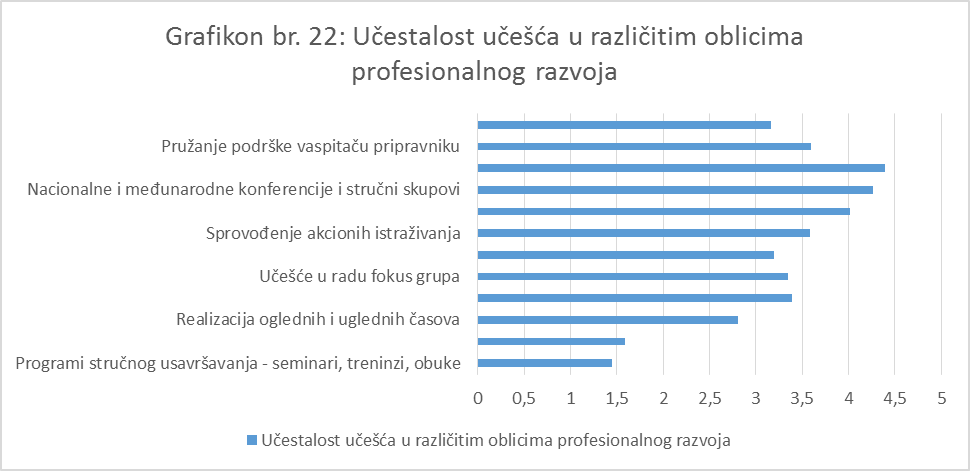 Grafikon br. 22: Učestalost učešća u različitim oblicima
profesionalnog razvoja
Pružanje podrške vaspitaču pripravniku
Nacionalne i međunarodne konferencije i stručni skupovi
Sprovođenje akcionih istraživanja
Učešće u radu fokus grupa
Realizacija oglednih i uglednih časova
Programi stručnog usavršavanja - seminari, treninzi, obuke
0 0,5 1 1,5 2 2,5 3 3,5 4 4,5 5
Učestalost učešća u različitim oblicima profesionalnog razvoja